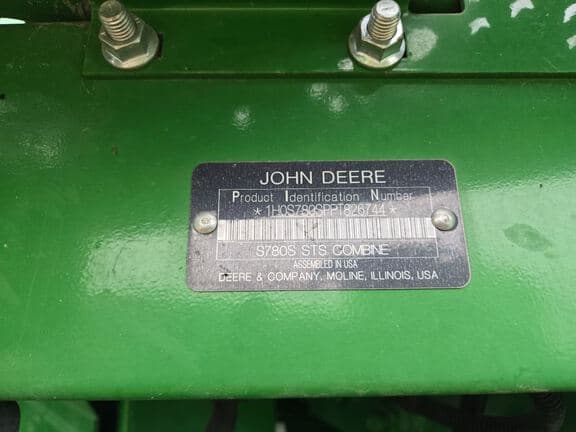 JOHN DEERE
Product Identification Number
*1H0S780SPPT826744*
S780S STS COMBINE
ASSEMBLED IN USA
DEERE & COMPANY, MOLINE, ILLINOIS, USA